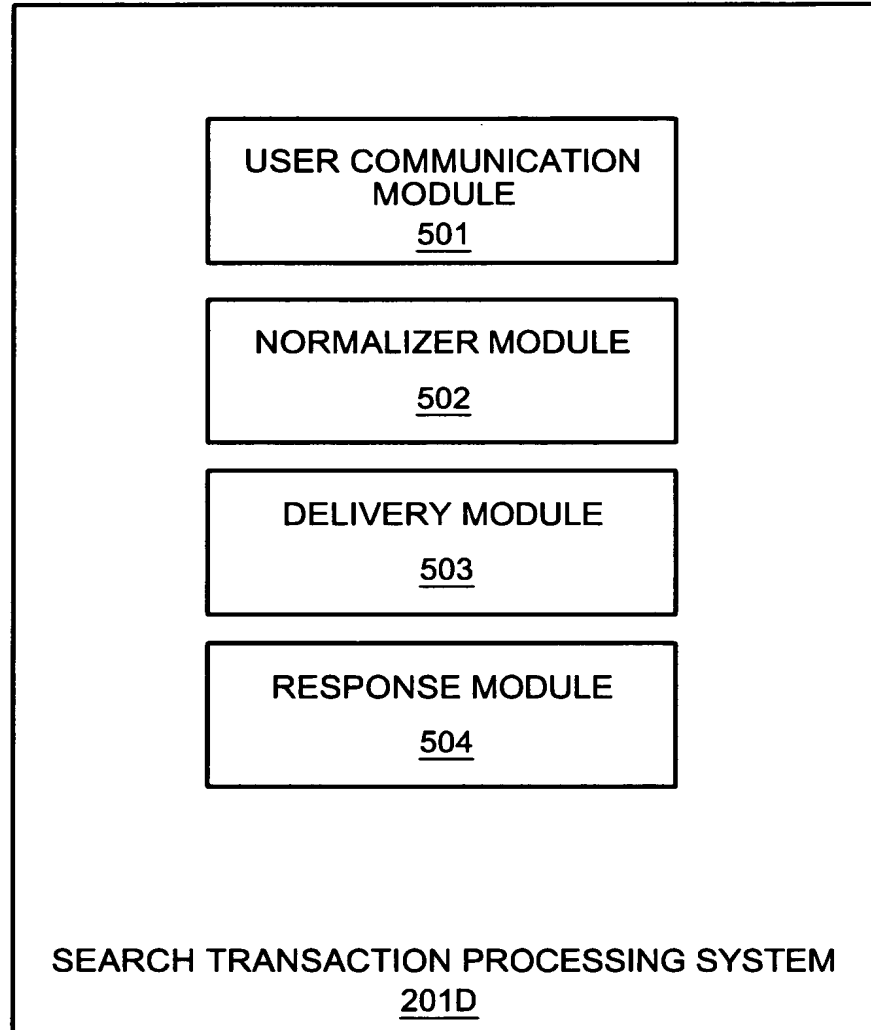 USER COMMUNICATION
MODULE
501
NORMALIZER MODULE
502
DELIVERY MODULE
503
RESPONSE MODULE
504
SEARCH TRANSACTION PROCESSING SYSTEM
201D